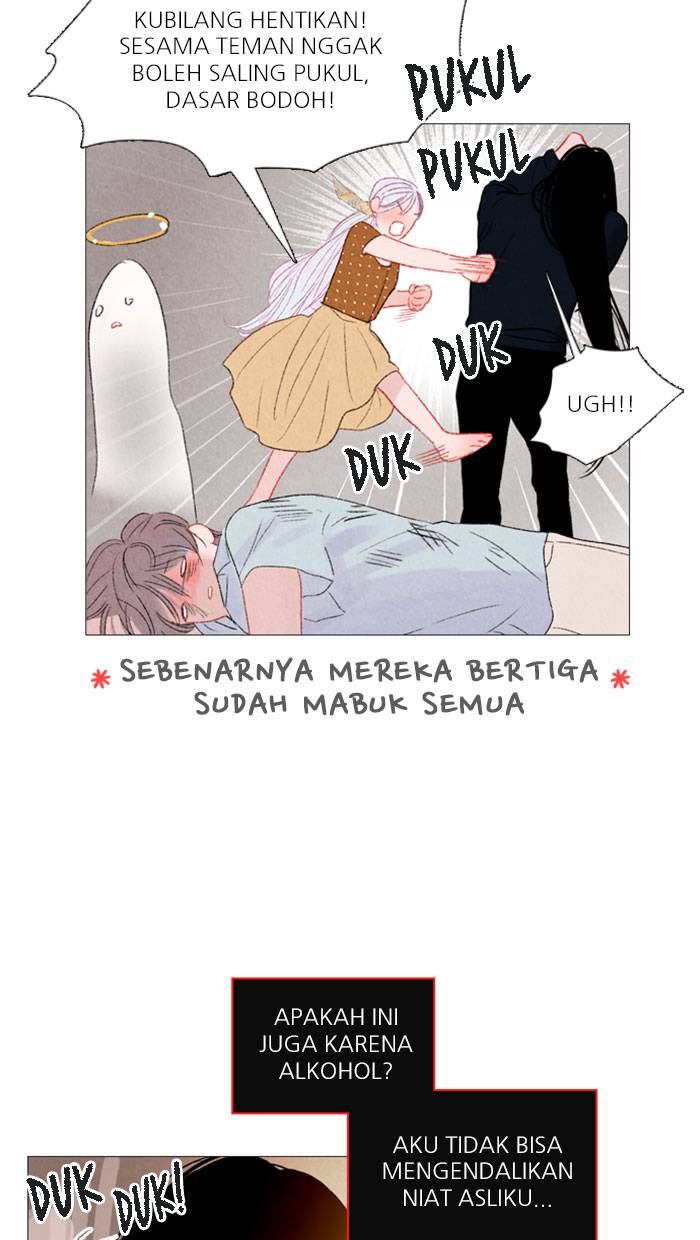 KUBILANG HENTIKAN!
SESAMA TEMAN NGGAK
BOLEH SALING PUKUL,
DASAR BODOH!
PUKUL
PUKUL
DUK
UGH!!
DUK
* SEBENARNYA MEREKA BERTIGA *
SUDAH MABUK SEMUA
APAKAH INI
JUGA KARENA
ALKOHOL?
AKU TIDAK BISA
MENGENDALIKAN
NIAT ASLIKU...
DUK
DUK!